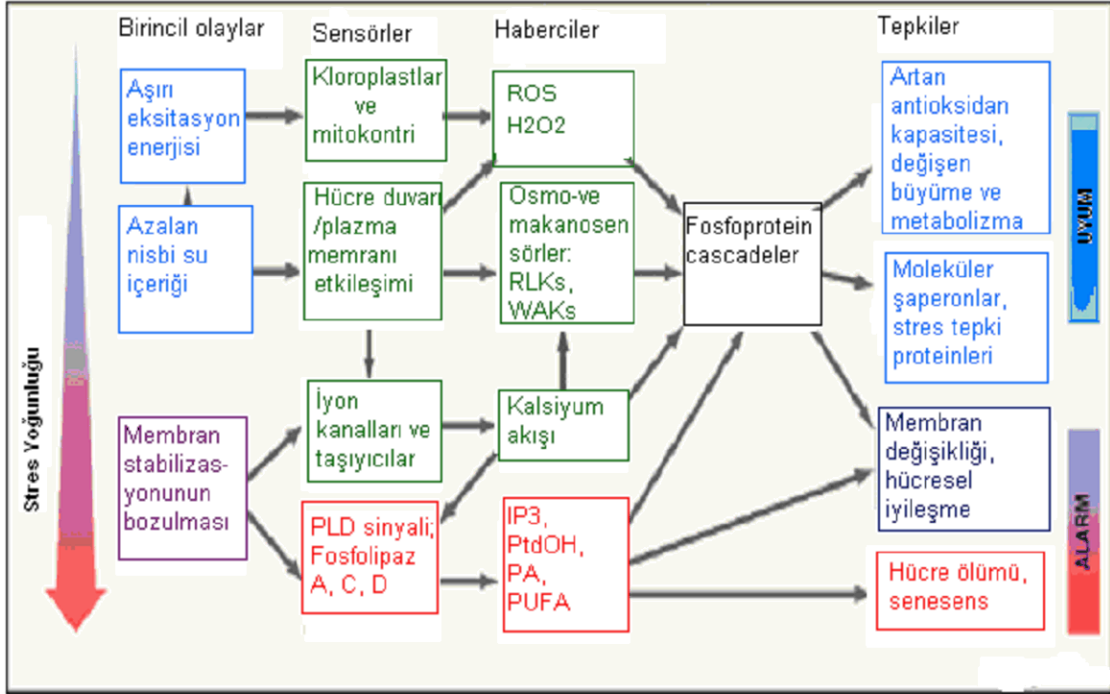 Birincil olaylar
Sensörler
Haberciler
Tepkiler
Aşırı
eksitasyon
enerjisi
Kloroplastlar
ve
mitokontri
ROS
H2O2
Artan
antioksidan
kapasitesi,
değişen
büyüme ve
metabolizma
Azalan
nisbi su
içeriği
Hücre duvarı
/plazma
memranı
etkileşimi
Osmo-ve
makanosen
sörler:
RLKs,
WAKs
Fosfoprotein
cascadeler
Moleküler
şaperonlar,
stres tepki
proteinleri
Membran
stabilizas-
yonunun
bozulması
İyon
kanalları ve
taşıyıcılar
Kalsiyum
akışı
Membran
değişikliği,
hücresel
iyileşme
PLD sinyali;
Fosfolipaz
A, C, D
IP3,
PtdOH,
PA,
PUFA
Hücre ölümü,
senesens
Stres Yoğunluğu
UYUM
ALARM